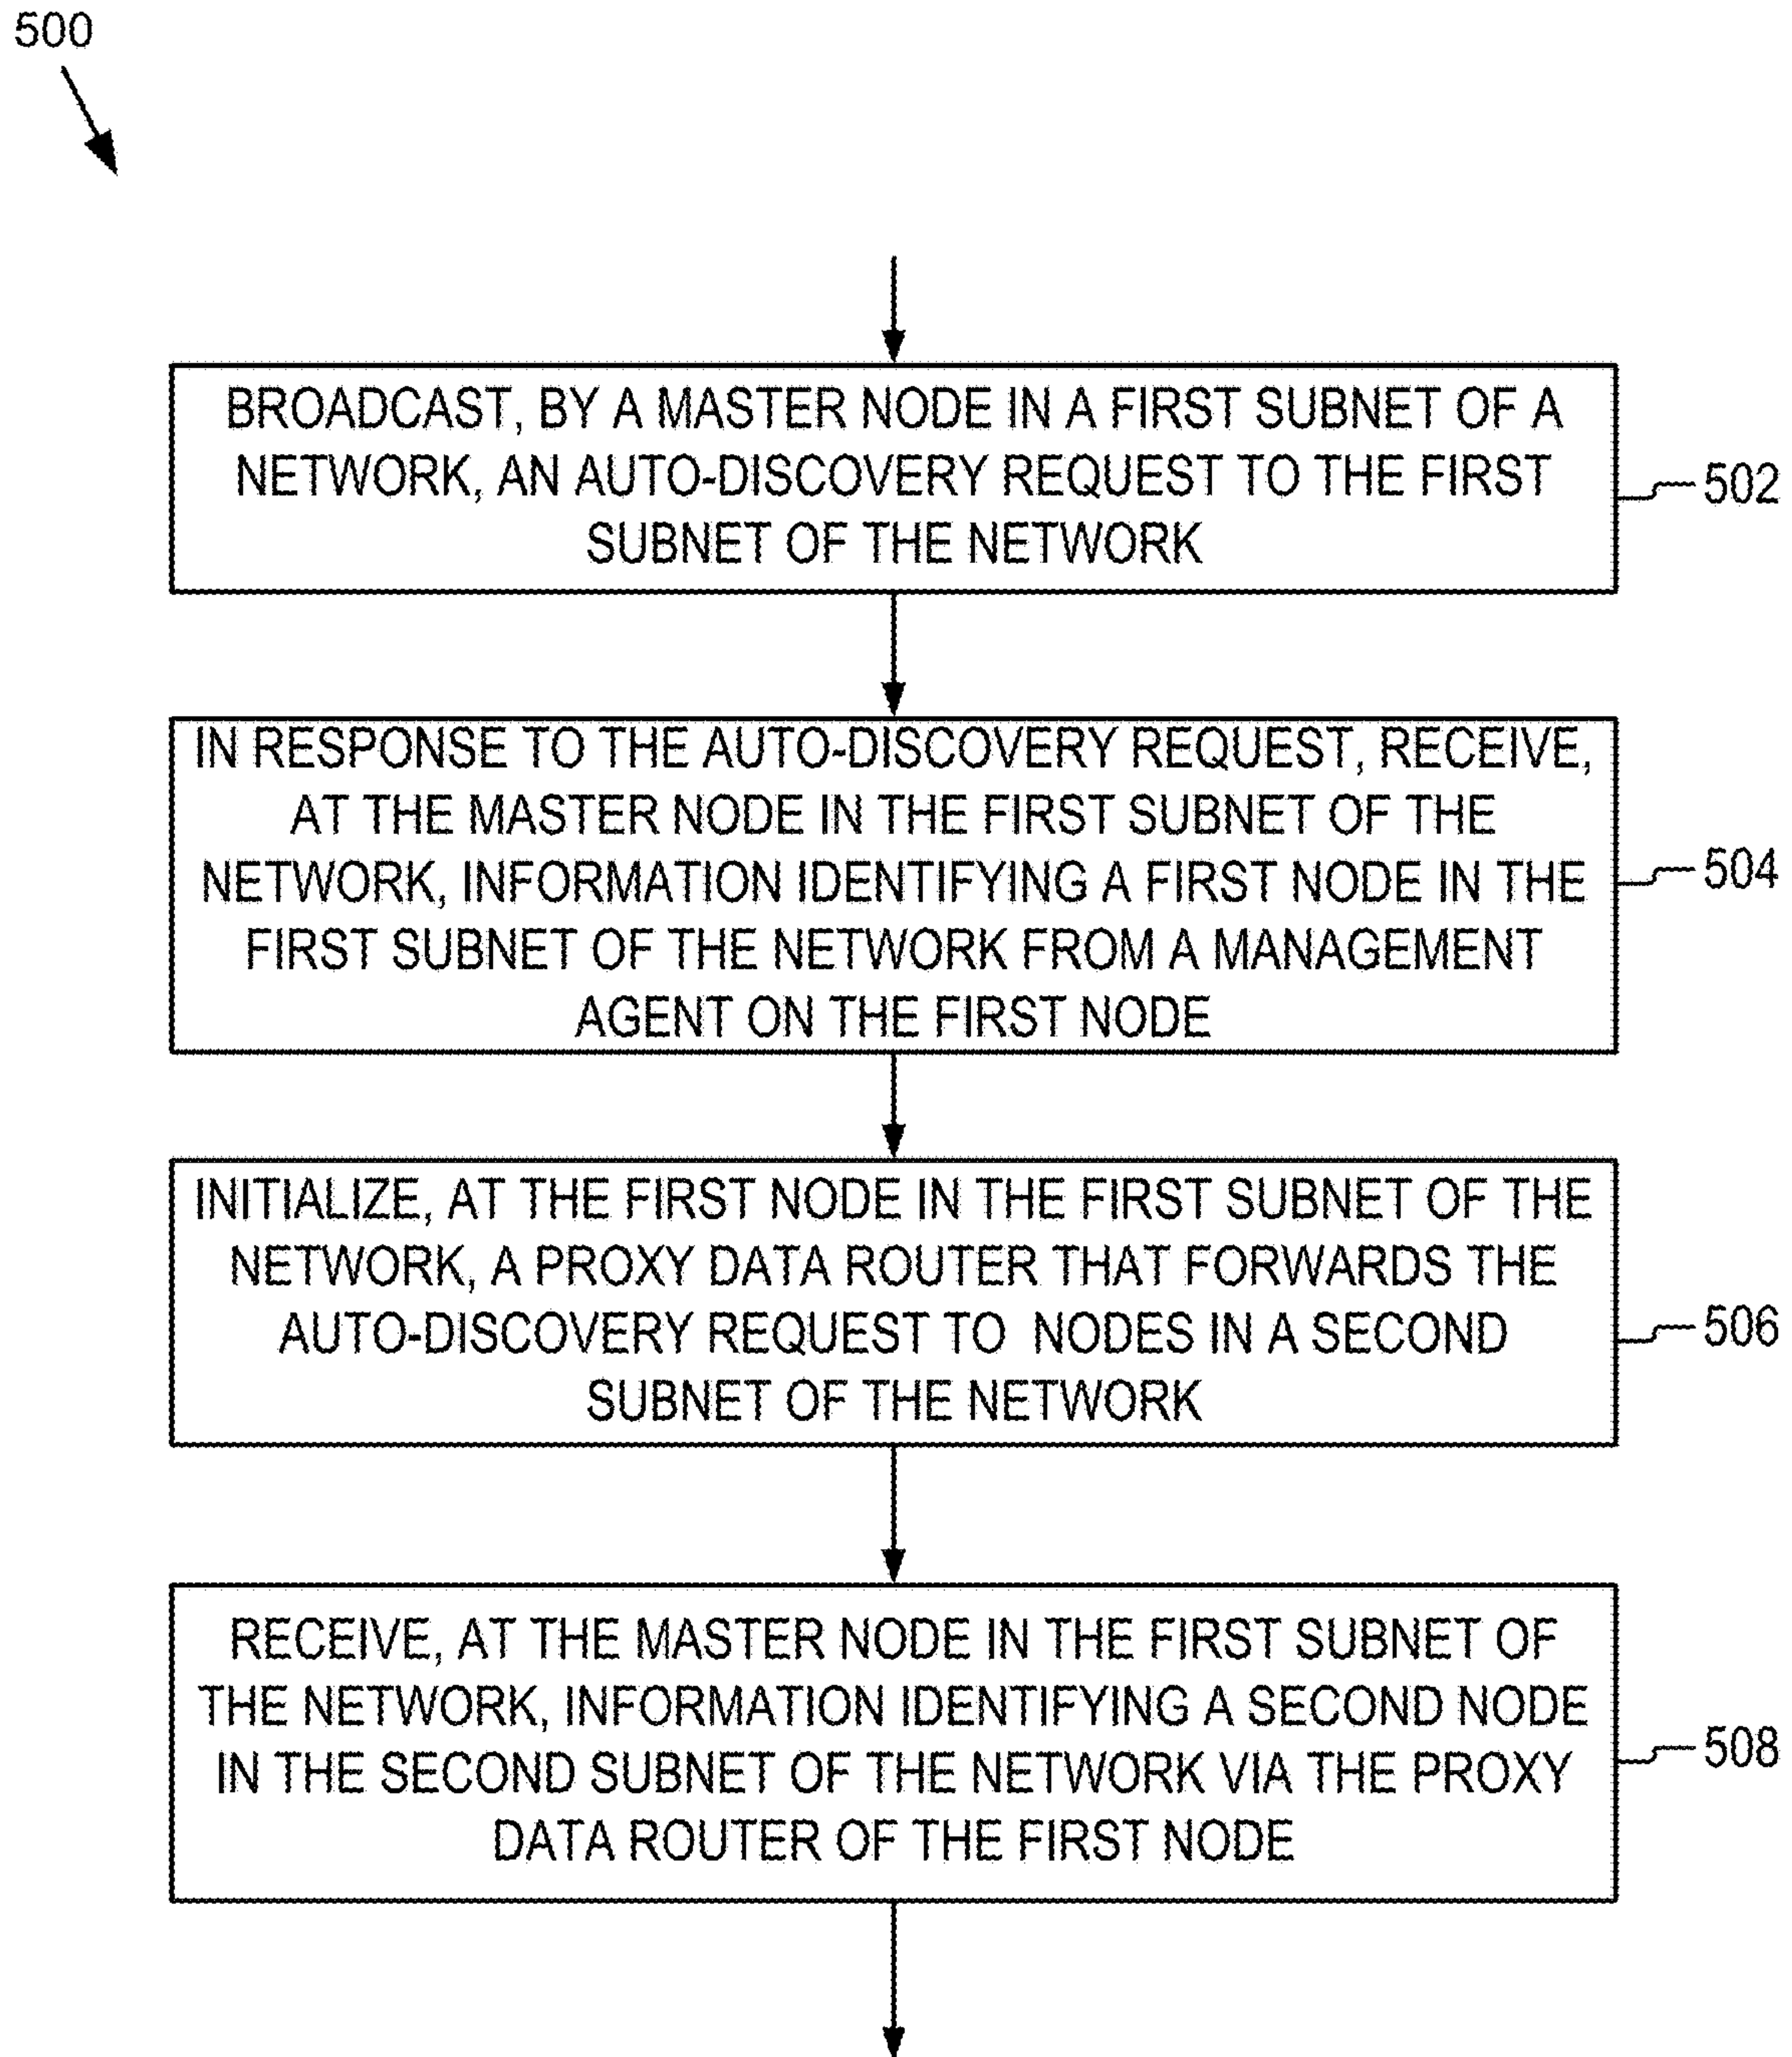 500
BROADCAST, BY A MASTER NODE IN A FIRST SUBNET OF A
NETWORK, AN AUTO-DISCOVERY REQUEST TO THE FIRST
SUBNET OF THE NETWORK
502
IN RESPONSE TO THE AUTO-DISCOVERY REQUEST, RECEIVE,
AT THE MASTER NODE IN THE FIRST SUBNET OF THE
NETWORK, INFORMATION IDENTIFYING A FIRST NODE IN THE
FIRST SUBNET OF THE NETWORK FROM A MANAGEMENT
AGENT ON THE FIRST NODE
504
INITIALIZE, AT THE FIRST NODE IN THE FIRST SUBNET OF THE
NETWORK, A PROXY DATA ROUTER THAT FORWARDS THE
AUTO-DISCOVERY REQUEST TO NODES IN A SECOND
SUBNET OF THE NETWORK
506
RECEIVE, AT THE MASTER NODE IN THE FIRST SUBNET OF
THE NETWORK, INFORMATION IDENTIFYING A SECOND NODE
IN THE SECOND SUBNET OF THE NETWORK VIA THE PROXY
DATA ROUTER OF THE FIRST NODE
508